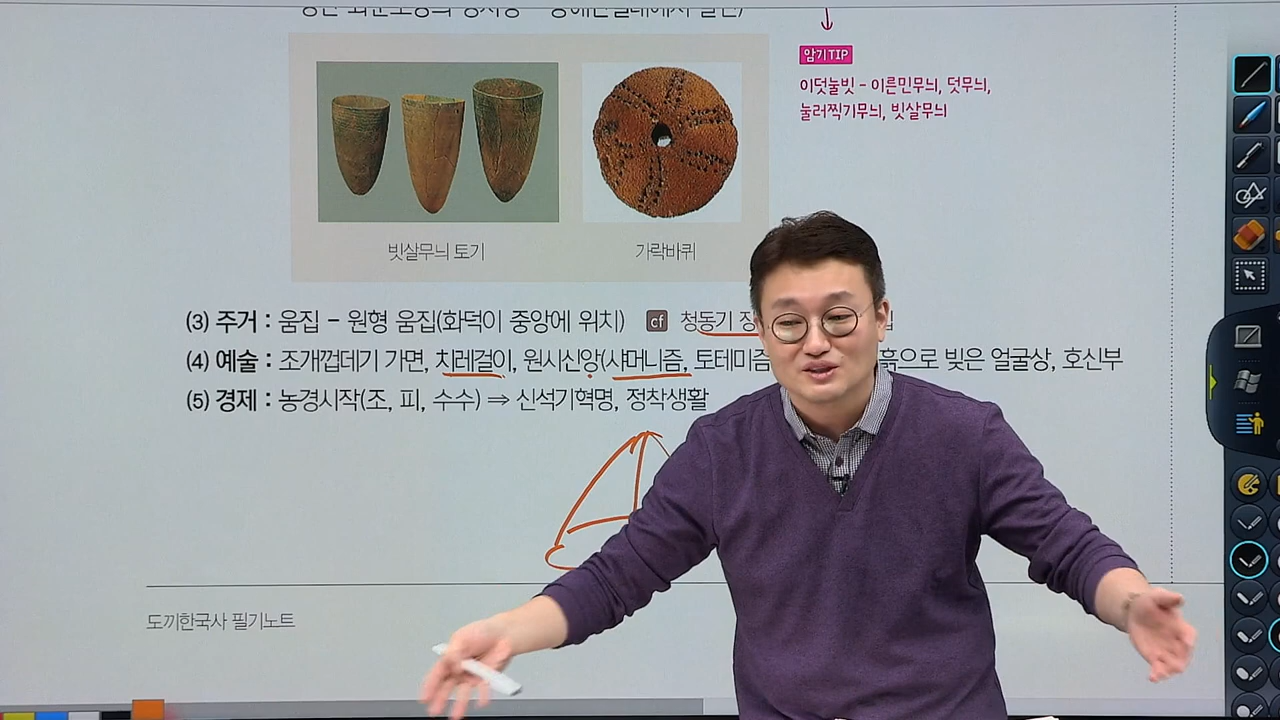 암기TIP
이덧눌빗 - 이른민무늬, 덧무늬,
눌러찍기무늬, 빗살무늬
빗살무늬 토기
가락바퀴
(3) 주거 : 움집 - 원형 움집(화덕이 중앙에 위치) cf 청동기
(4) 예술 : 조개껍데기 가면, 치레걸이, 원시신앙(샤머니즘, 토테미즘 흙으로 빚은 얼굴상, 호신부
(5) 경제 : 농경시작(조, 피, 수수) ⇒ 신석기혁명, 정착생활
도끼한국사 필기노트